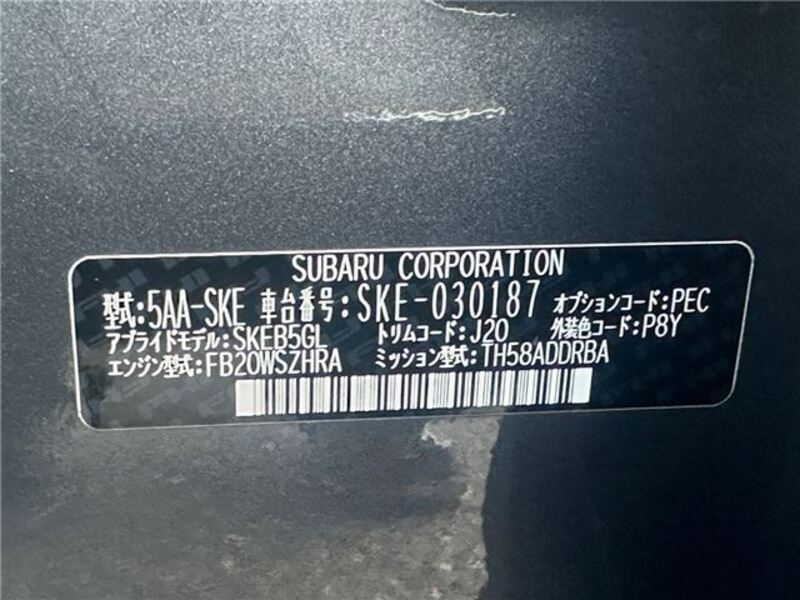 SUBARU CORPORATION
型式:5AA-SKE 車台番号:SKE-030187 オプションコード:PEC
アプライドモデル:SKEB5GL トリムコード:J20 外装色コード:P8Y
エンジン型式:FB20WSZHRA ミッション型式:TH58ADDRBA